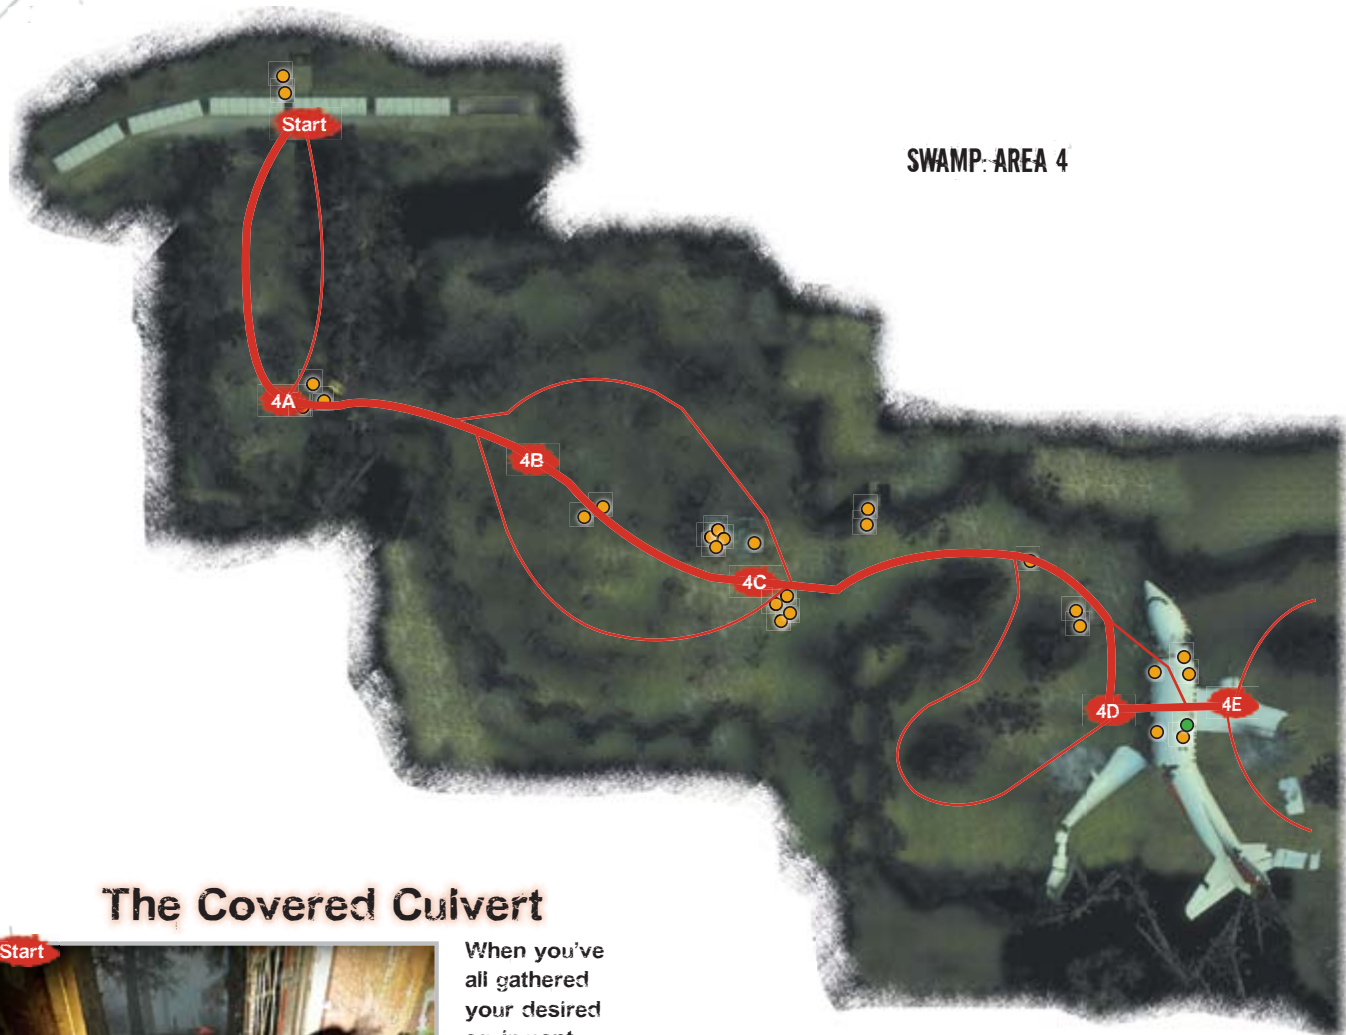 Start
SWAMP: AREA 4
4A
4B
4C
4D
4E
The Covered Culvert
Start
When you've
all gathered
your desired
equipment